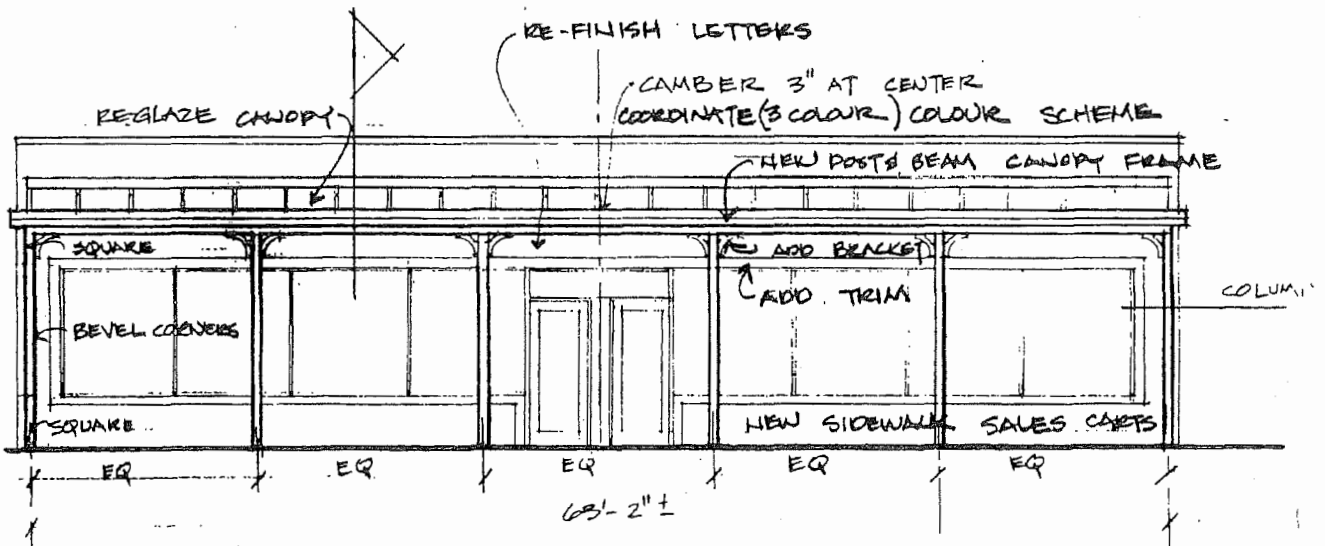 RE-FINISH LETTERS
CAMBER 3" AT CENTER
REGLAZE CANOPY
COORDINATE (3 COLOUR) COLOUR SCHEME
NEW POST & BEAM CANOPY FRAME
SQUARE
ADD BRACKET
ADD TRIM
COLUM
BEVEL CORNERS
SQUARE
NEW SIDEWALK SALES CARTS
EQ EQ EQ EQ EQ
63'-2" ±